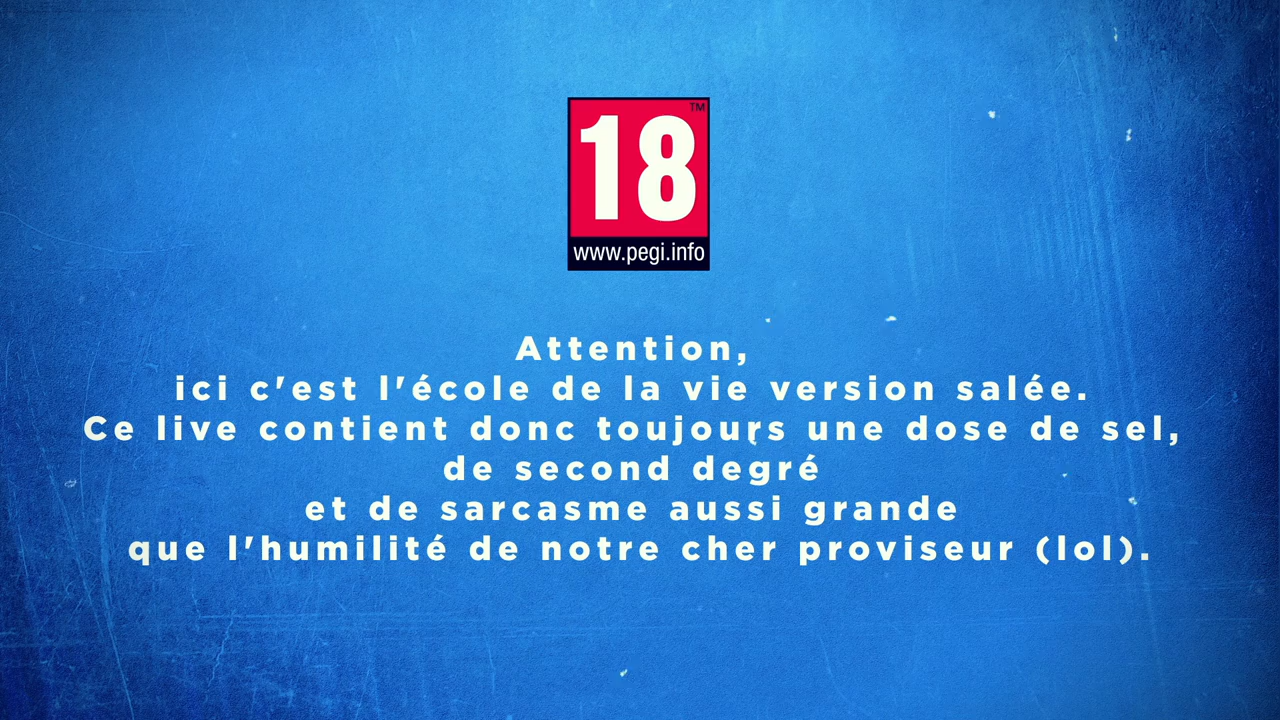 TM
18
www.pegi.info
Attention,
ici c'est l'école de la vie version salée.
Ce live contient donc toujours une dose de sel,
de second degré
et de sarcasme aussi grande
que l'humilité de notre cher proviseur (lol).